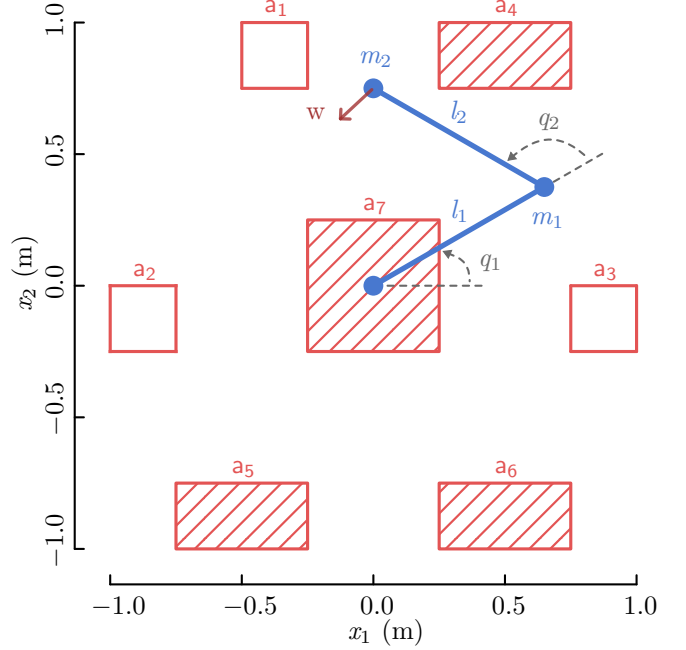 a₁
a₄
m₂
1.0
w
l₂
q₂
0.5
a₇
l₁
m₁
x₂ (m)
0.0
a₂
q₁
a₃
−0.5
a₅
a₆
−1.0
−1.0 −0.5 0.0 0.5 1.0
x₁ (m)